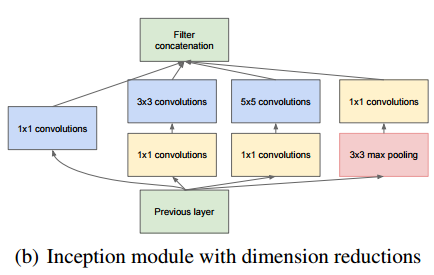 Filter
concatenation
1x1 convolutions
3x3 convolutions
5x5 convolutions
1x1 convolutions
1x1 convolutions
1x1 convolutions
3x3 max pooling
Previous layer
(b) Inception module with dimension reductions